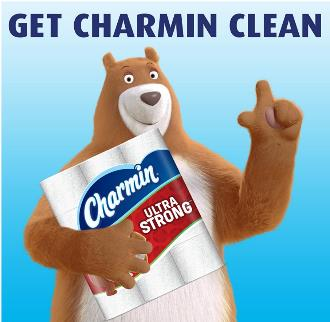 GET CHARMIN CLEAN
Charmin
ULTRA
STRONG